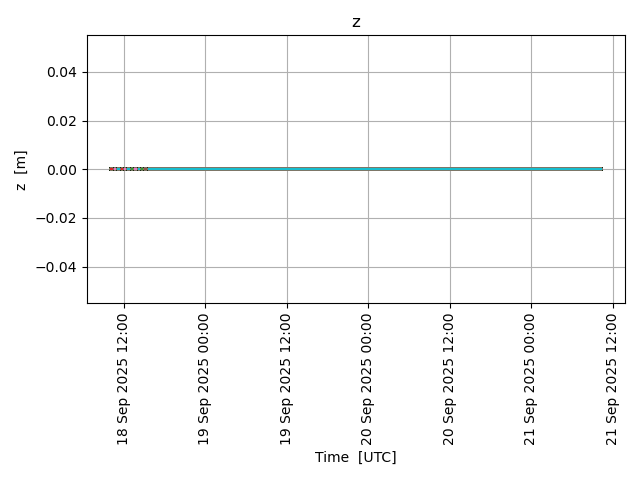 z
0.04
0.02
0.00
−0.02
−0.04
z  [m]
18 Sep 2025 12:00
19 Sep 2025 00:00
19 Sep 2025 12:00
20 Sep 2025 00:00
20 Sep 2025 12:00
21 Sep 2025 00:00
21 Sep 2025 12:00
Time  [UTC]